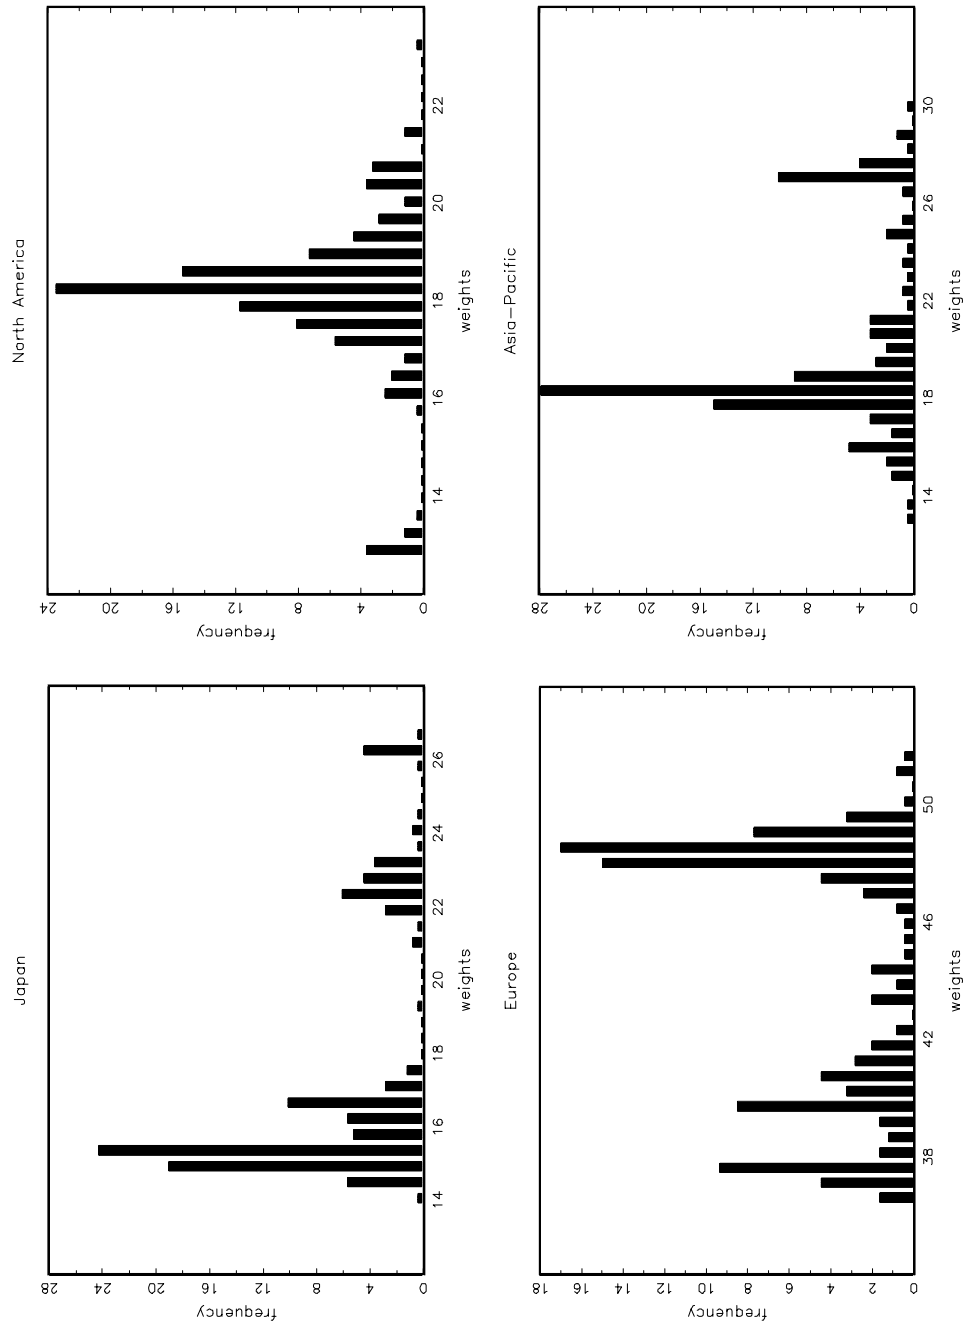 Japan
frequency
28 24 20 16 12 8 4 0
14 16 18 20 22 24 26
weights
North America
frequency
24 20 16 12 8 4 0
14 16 18 20 22
weights
Europe
frequency
18 16 14 12 10 8 6 4 2 0
38 42 46 50
weights
Asia-Pacific
frequency
28 24 20 16 12 8 4 0
14 18 22 26 30
weights